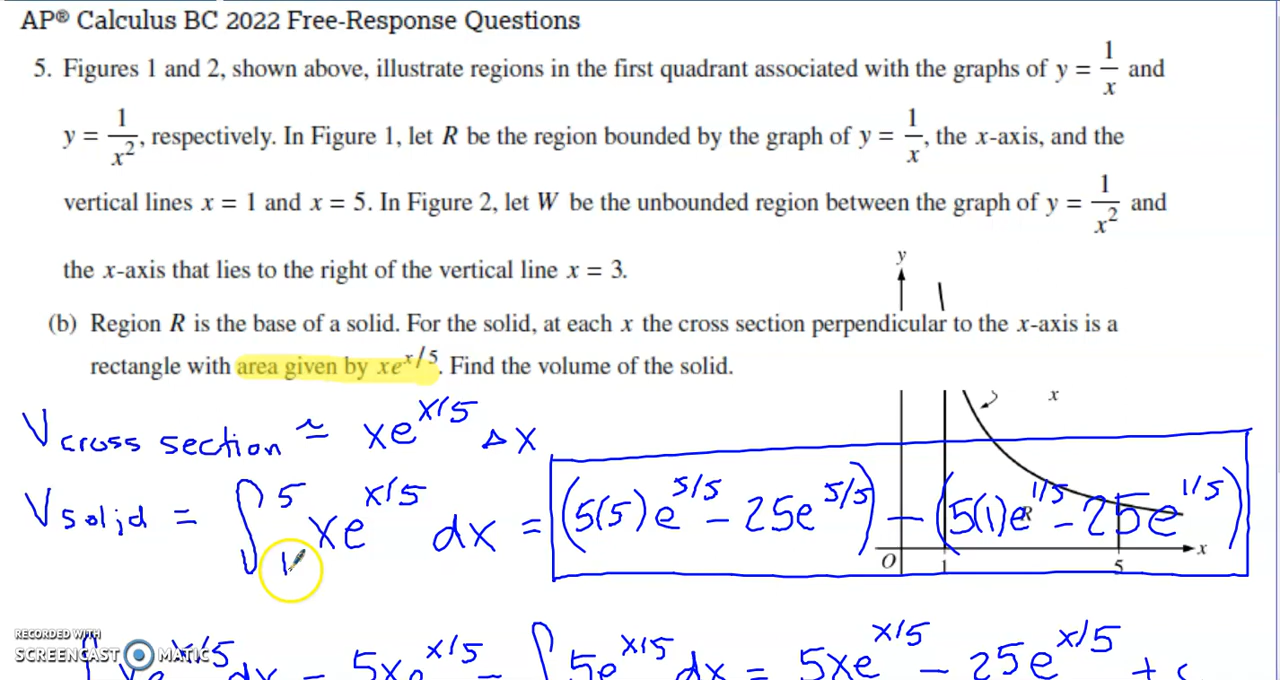 AP® Calculus BC 2022 Free-Response Questions
5. Figures 1 and 2, shown above, illustrate regions in the first quadrant associated with the graphs of y = 1/x and
y = 1/x², respectively. In Figure 1, let R be the region bounded by the graph of y = 1/x, the x-axis, and the
vertical lines x = 1 and x = 5. In Figure 2, let W be the unbounded region between the graph of y = 1/x² and
the x-axis that lies to the right of the vertical line x = 3.
y
(b) Region R is the base of a solid. For the solid, at each x the cross section perpendicular to the x-axis is a
rectangle with area given by xe^(x/5). Find the volume of the solid.
x
V cross section ≈ xe^(x/5) Δx
V solid = ∫₁⁵ xe^(x/5) dx = (5(5)e^(5/5) - 25e^(5/5)) - (5(1)e^(1/5) - 25e^(1/5))
R
O 1 5 x
∫ xe^(x/5) dx = 5xe^(x/5) - ∫ 5e^(x/5) dx = 5xe^(x/5) - 25e^(x/5) + c
RECORDED WITH
SCREENCAST MATIC